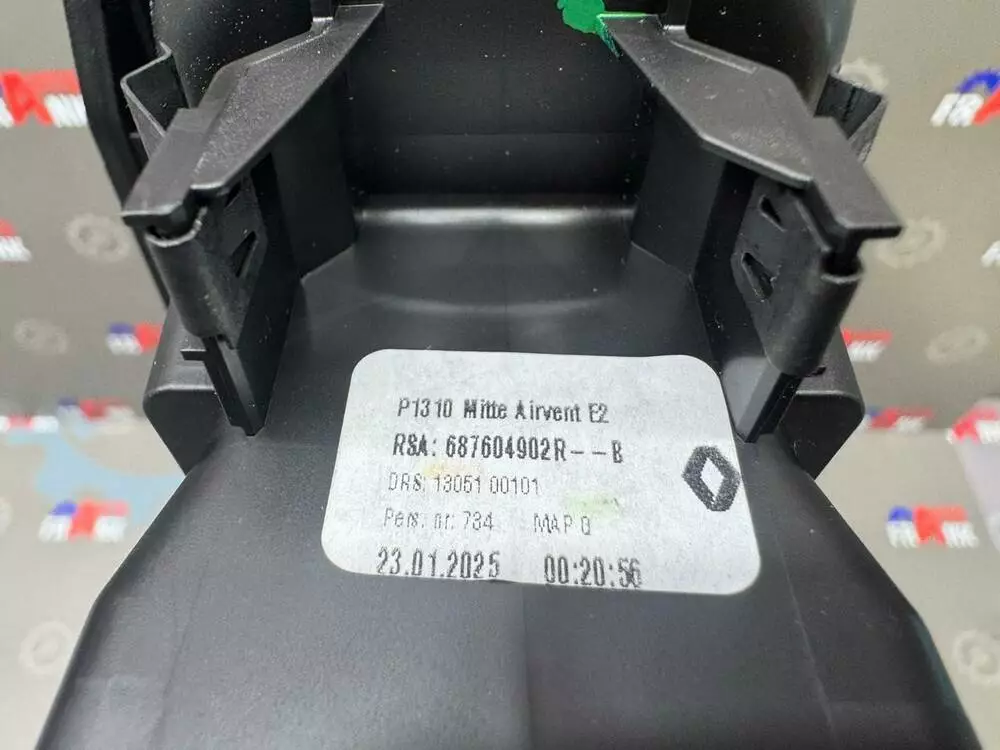 P1310 Mitte Airvent E2
RSA: 687604902R--B
DRS: 13051 00101
Pers. nr: 734 MAP 0
23.01.2025 00:20:56